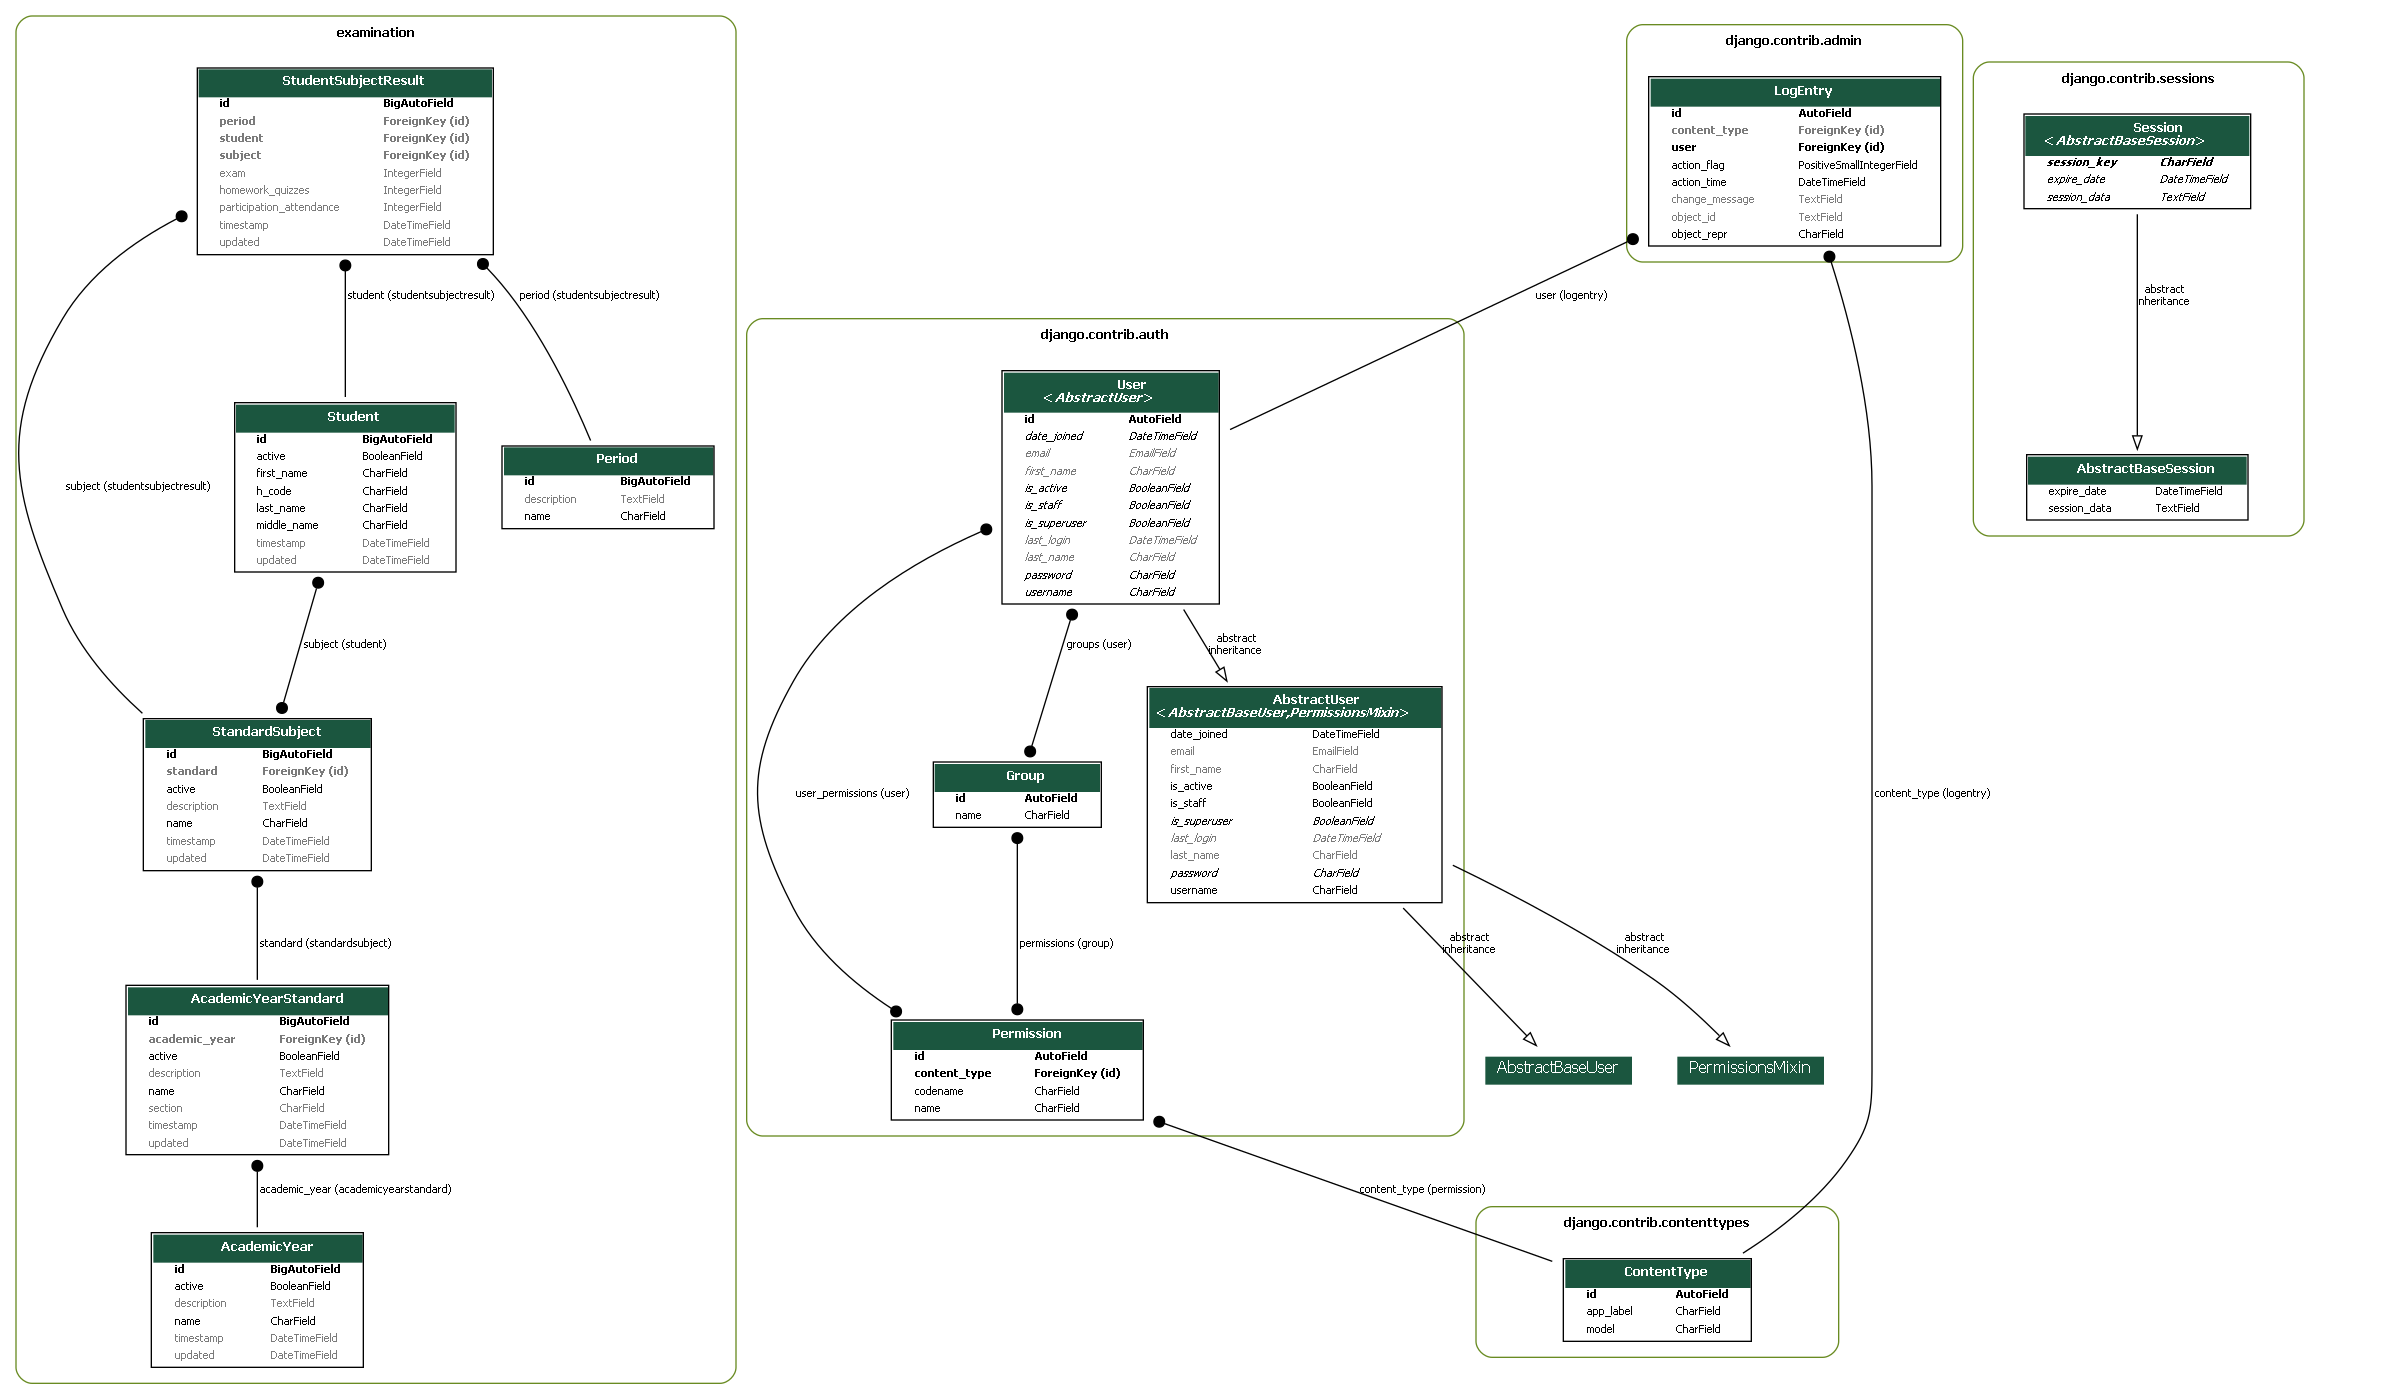 examination
StudentSubjectResult
id BigAutoField
period ForeignKey (id)
student ForeignKey (id)
subject ForeignKey (id)
exam IntegerField
homework_quizzes IntegerField
participation_attendance IntegerField
timestamp DateTimeField
updated DateTimeField
student (studentsubjectresult)
period (studentsubjectresult)
subject (studentsubjectresult)
Student
id BigAutoField
active BooleanField
first_name CharField
h_code CharField
last_name CharField
middle_name CharField
timestamp DateTimeField
updated DateTimeField
Period
id BigAutoField
description TextField
name CharField
subject (student)
StandardSubject
id BigAutoField
standard ForeignKey (id)
active BooleanField
description TextField
name CharField
timestamp DateTimeField
updated DateTimeField
standard (standardsubject)
AcademicYearStandard
id BigAutoField
academic_year ForeignKey (id)
active BooleanField
description TextField
name CharField
section CharField
timestamp DateTimeField
updated DateTimeField
academic_year (academicyearstandard)
AcademicYear
id BigAutoField
active BooleanField
description TextField
name CharField
timestamp DateTimeField
updated DateTimeField
django.contrib.auth
User
<AbstractUser>
id AutoField
date_joined DateTimeField
email EmailField
first_name CharField
is_active BooleanField
is_staff BooleanField
is_superuser BooleanField
last_login DateTimeField
last_name CharField
password CharField
username CharField
groups (user)
abstract
inheritance
user_permissions (user)
Group
id AutoField
name CharField
AbstractUser
<AbstractBaseUser,PermissionsMixin>
date_joined DateTimeField
email EmailField
first_name CharField
is_active BooleanField
is_staff BooleanField
is_superuser BooleanField
last_login DateTimeField
last_name CharField
password CharField
username CharField
permissions (group)
abstract
inheritance
abstract
inheritance
Permission
id AutoField
content_type ForeignKey (id)
codename CharField
name CharField
AbstractBaseUser
PermissionsMixin
content_type (permission)
django.contrib.admin
LogEntry
id AutoField
content_type ForeignKey (id)
user ForeignKey (id)
action_flag PositiveSmallIntegerField
action_time DateTimeField
change_message TextField
object_id TextField
object_repr CharField
user (logentry)
content_type (logentry)
django.contrib.contenttypes
ContentType
id AutoField
app_label CharField
model CharField
django.contrib.sessions
Session
<AbstractBaseSession>
session_key CharField
expire_date DateTimeField
session_data TextField
abstract
inheritance
AbstractBaseSession
expire_date DateTimeField
session_data TextField